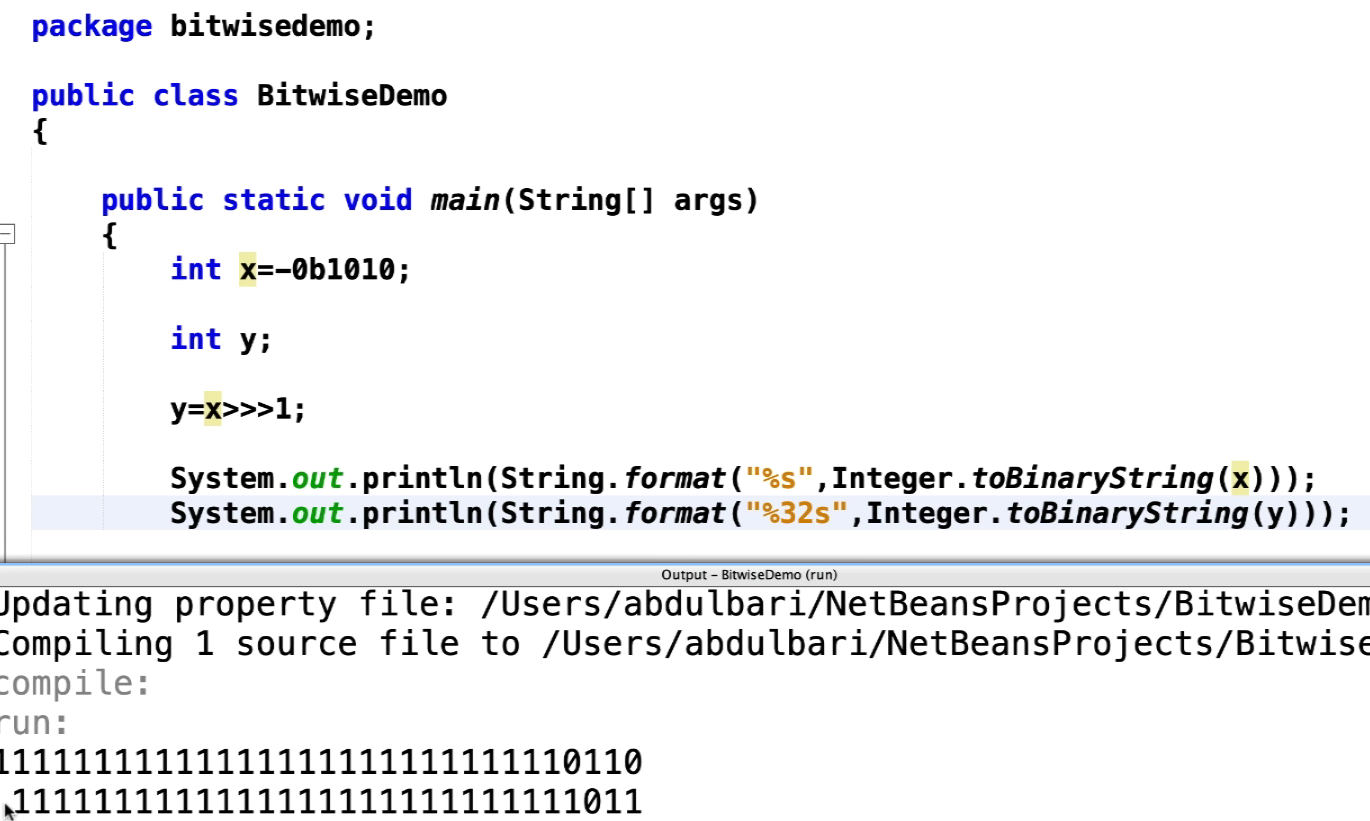 package bitwisedemo;
public class BitwiseDemo
{
public static void main(String[] args)
{
int x=-0b1010;
int y;
y=x>>>1;
System.out.println(String.format("%s",Integer.toBinaryString(x)));
System.out.println(String.format("%32s",Integer.toBinaryString(y)));
Output - BitwiseDemo (run)
Updating property file: /Users/abdulbari/NetBeansProjects/BitwiseDem
Compiling 1 source file to /Users/abdulbari/NetBeansProjects/Bitwise
compile:
run:
11111111111111111111111111110110
1111111111111111111111111111011